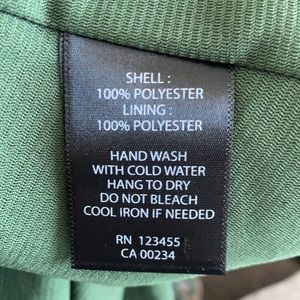 SHELL :
100% POLYESTER
LINING :
100% POLYESTER
HAND WASH
WITH COLD WATER
HANG TO DRY
DO NOT BLEACH
COOL IRON IF NEEDED
RN 123455
CA 00234